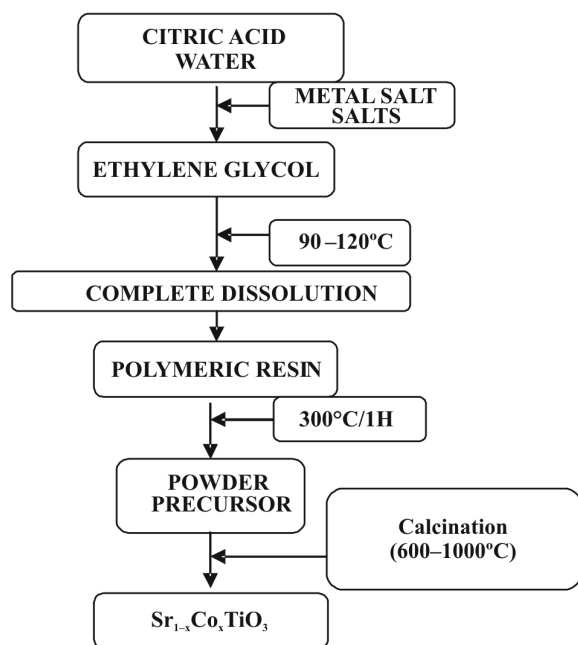 CITRIC ACID
WATER
METAL SALT
SALTS
ETHYLENE GLYCOL
90–120ºC
COMPLETE DISSOLUTION
POLYMERIC RESIN
300°C/1H
POWDER
PRECURSOR
Calcination
(600–1000ºC)
Sr₁₋ₓCoₓTiO₃